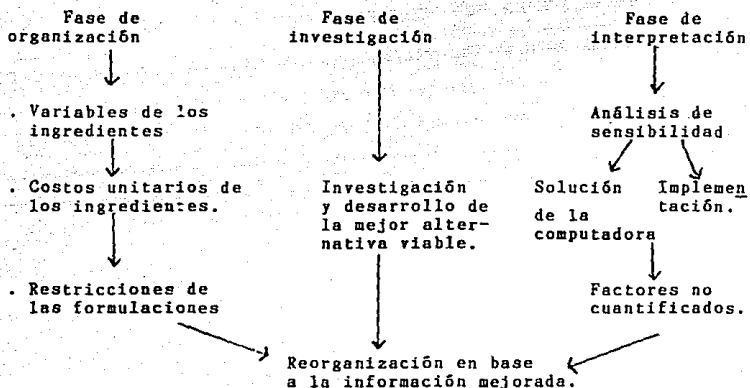 Fase de
organización
. Variables de los
ingredientes
. Costos unitarios de
los ingredientes.
. Restricciones de
las formulaciones
Fase de
investigación
Investigación
y desarrollo de
la mejor alter-
nativa viable.
Fase de
interpretación
Análisis de
sensibilidad
Solución
de la
computadora
Implemen
tación.
Factores no
cuantificados.
Reorganización en base
a la información mejorada.